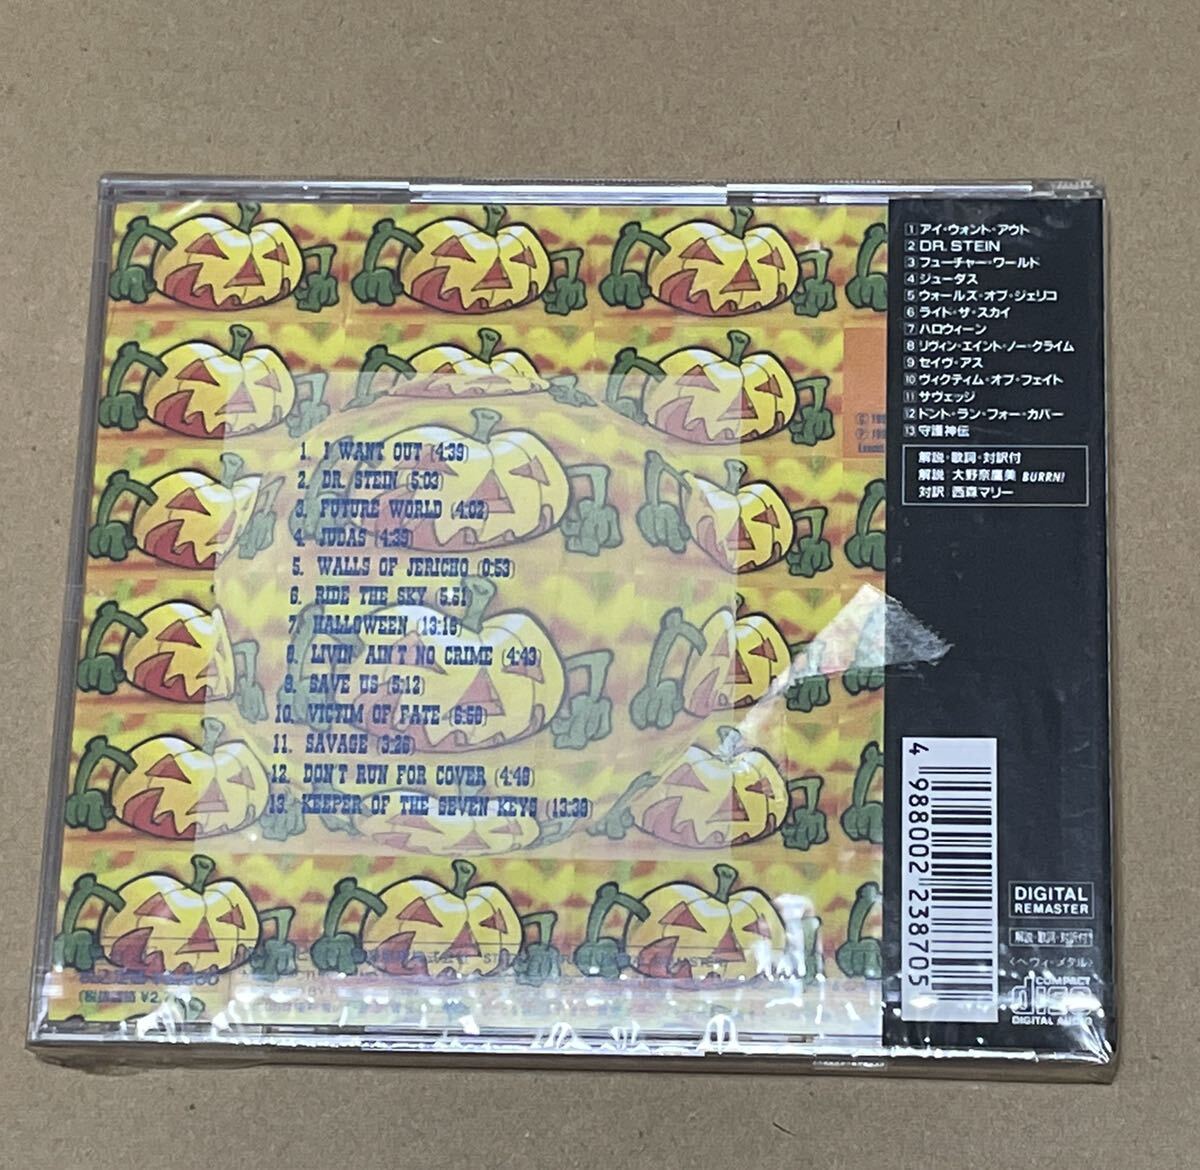 1. I WANT OUT (4:39)
2. DR. STEIN (5:03)
3. FUTURE WORLD (4:02)
4. JUDAS (4:39)
5. WALLS OF JERICHO (0:53)
6. RIDE THE SKY (5:51)
7. HALLOWEEN (13:18)
8. LIVIN' AIN'T NO CRIME (4:43)
9. SAVE US (5:12)
10. VICTIM OF FATE (6:59)
11. SAVAGE (3:25)
12. DON'T RUN FOR COVER (4:46)
13. KEEPER OF THE SEVEN KEYS (13:38)
1 アイ・ウォント・アウト
2 DR. STEIN
3 フューチャー・ワールド
4 ジューダス
5 ウォールズ・オブ・ジェリコ
6 ライド・ザ・スカイ
7 ハロウィーン
8 リヴィン・エイント・ノー・クライム
9 セイヴ・アス
10 ヴィクティム・オブ・フェイト
11 サヴェッジ
12 ドント・ラン・フォー・カバー
13 守護神伝
解説・歌詞・対訳付
解説 大野奈鷹美 BURRN!
対訳 西森マリー
4 988002 238705
DIGITAL
REMASTER
解説・歌詞・対訳付
〈ヘヴィ・メタル〉
COMPACT
disc
DIGITAL AUDIO